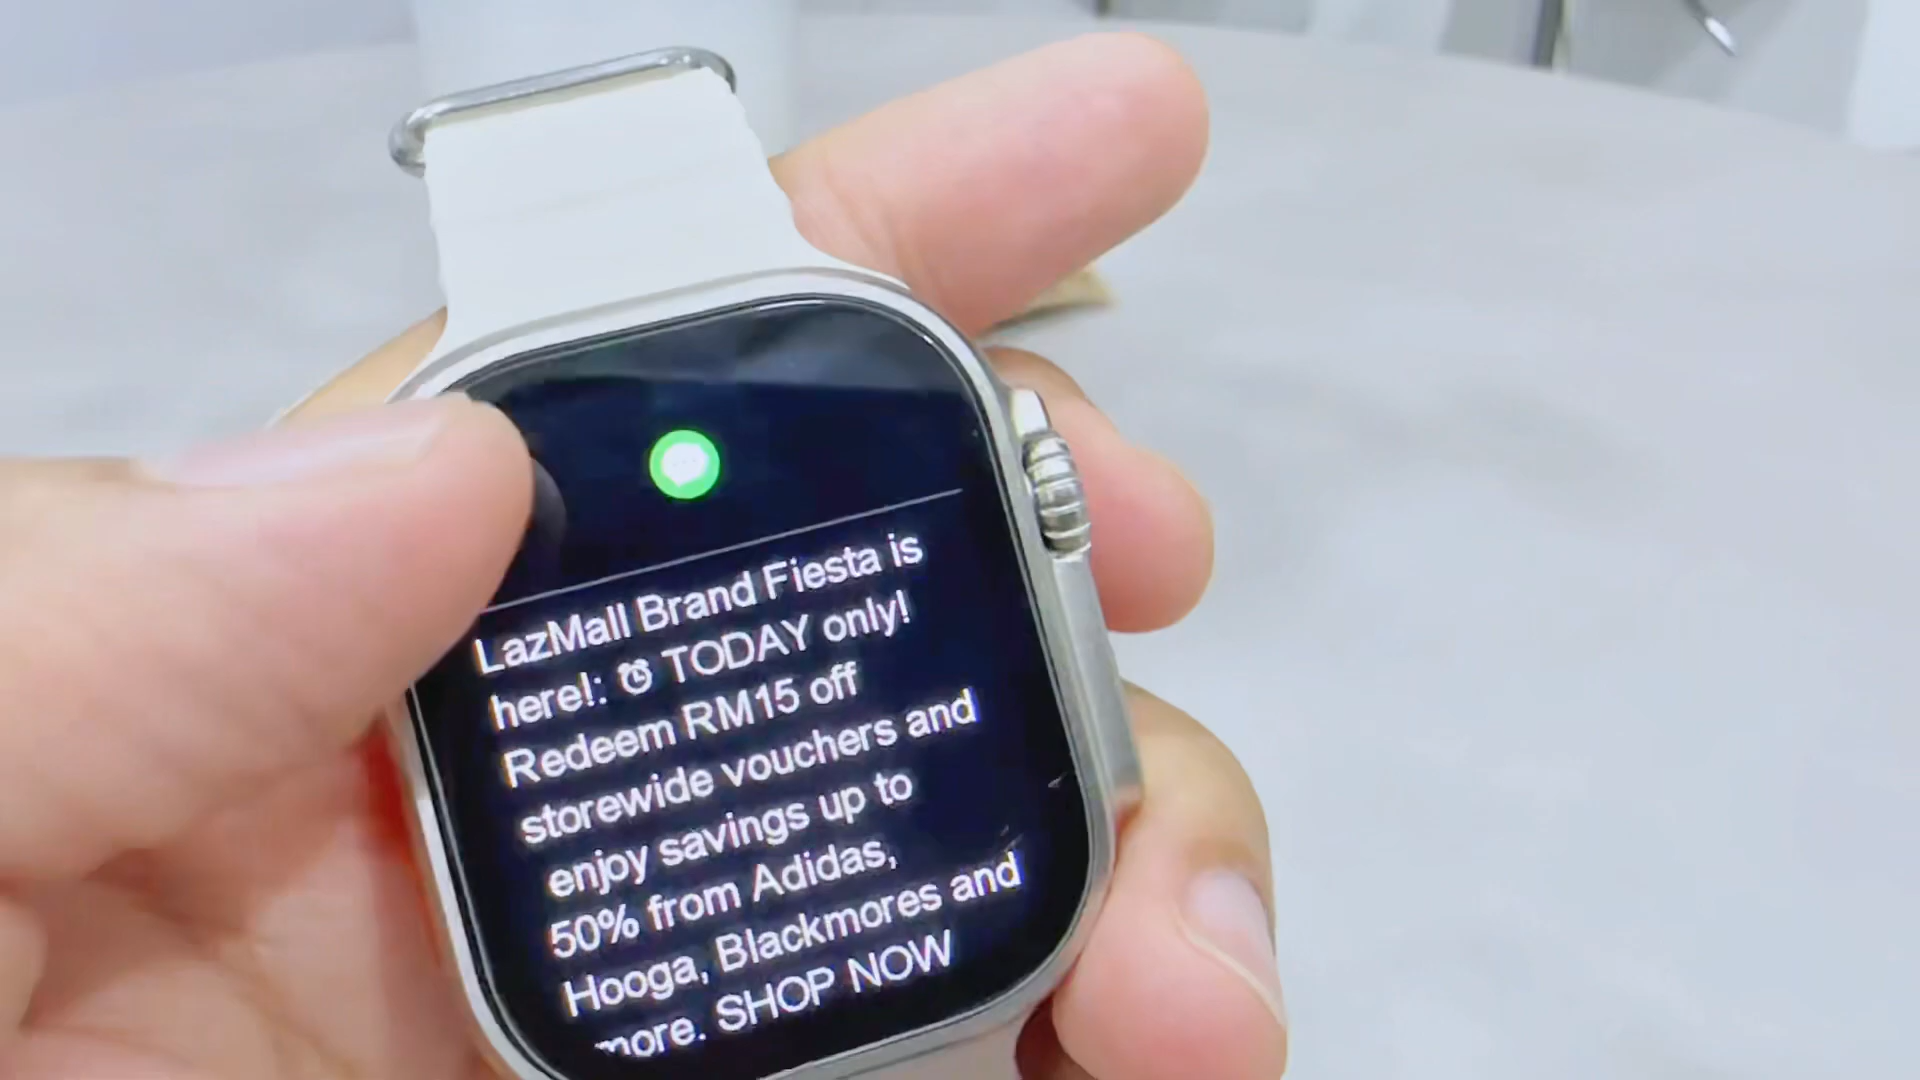 LazMall Brand Fiesta is
here!: ⏰ TODAY only!
Redeem RM15 off
storewide vouchers and
enjoy savings up to
50% from Adidas,
Hooga, Blackmores and
more. SHOP NOW